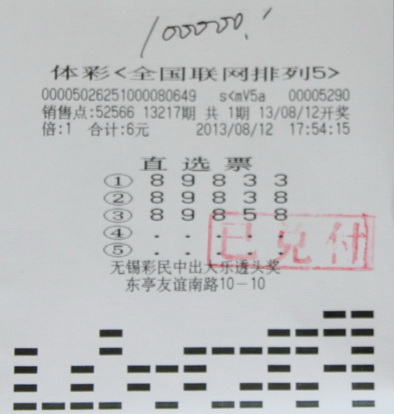 100000.
体彩<全国联网排列5>
00005026251000080649 s<mV5a 00005290
销售点:52566 13217期 共 1期 13/08/12开奖
倍:1 合计:6元 2013/08/12 17:54:15
直选票
① 8 9 8 3 3
② 8 9 8 3 8
③ 8 9 8 5 8
④ . . . . .
⑤ . . . . .
已兑付
无锡彩民中出大乐透头奖
东亭友谊南路10-10